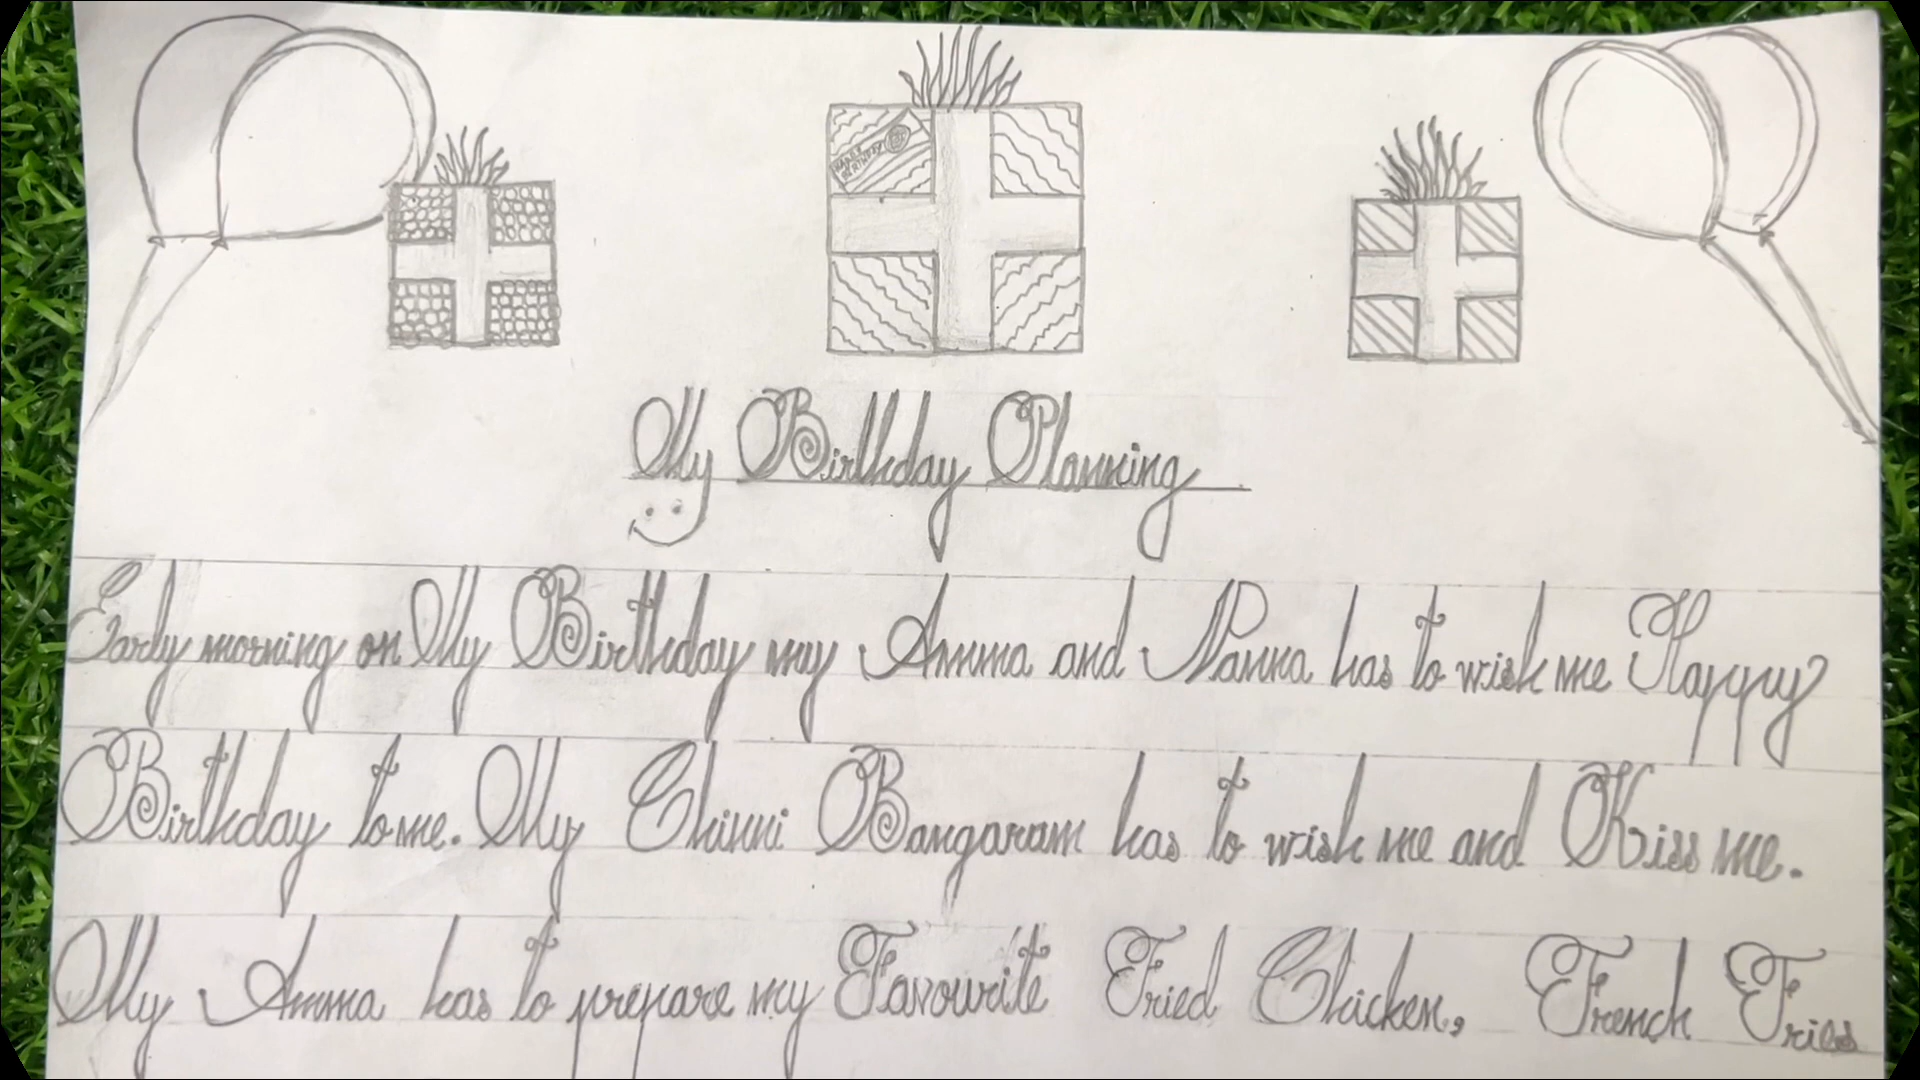 HAPPY
BIRTHDAY
My Birthday Planning
Early morning on My Birthday my Amma and Nanna has to wish me Happy
Birthday to me. My Chinni Bangaram has to wish me and Kiss me.
My Amma has to prepare my Favourite Fried Chicken, French Fries